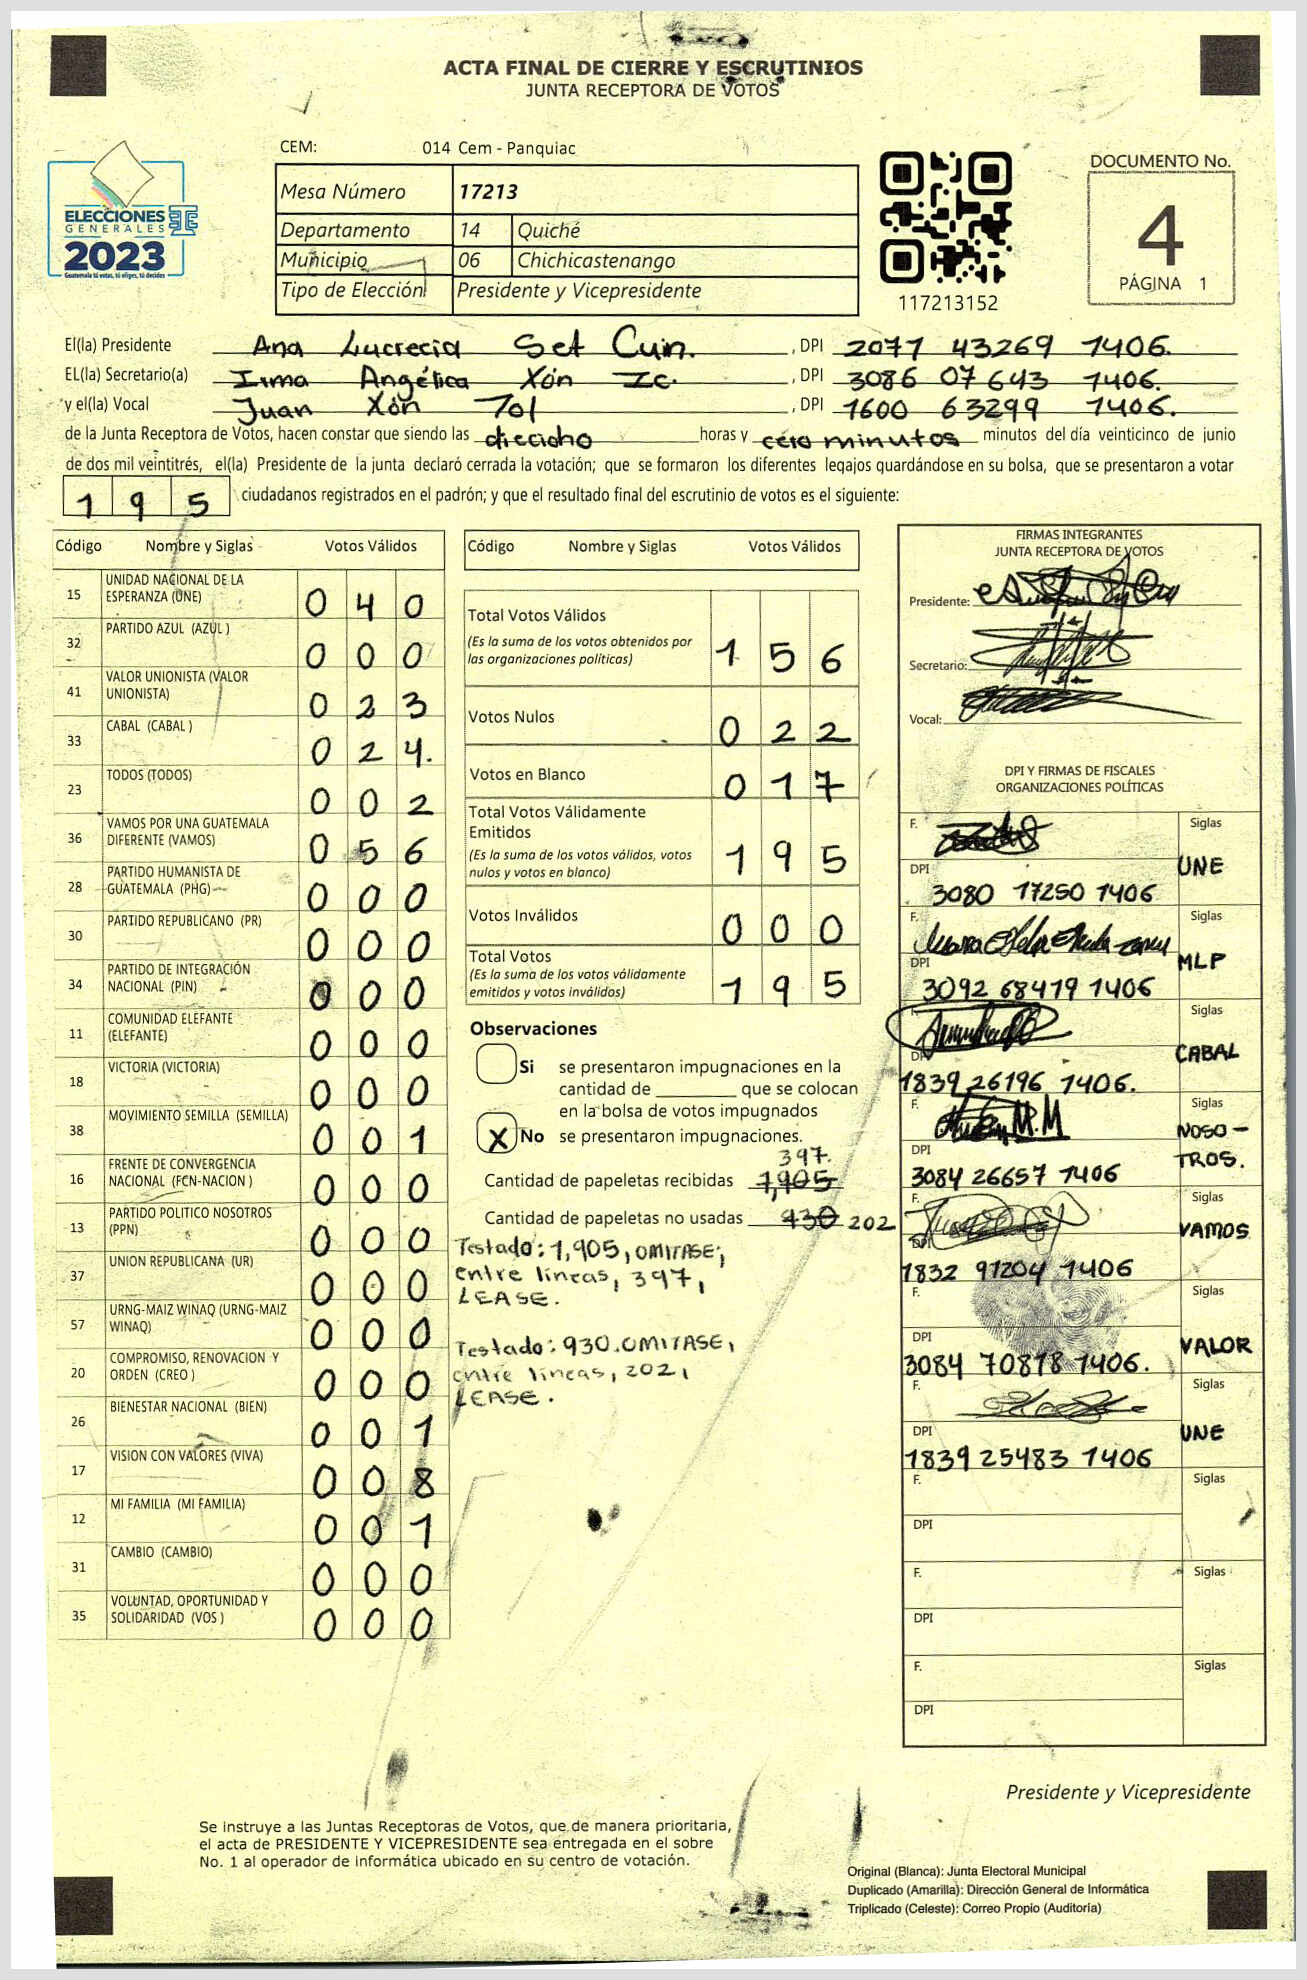 ACTA FINAL DE CIERRE Y ESCRUTINIOS
JUNTA RECEPTORA DE VOTOS
CEM: 014 Cem - Panquiac
ELECCIONES
GENERALES
2023
Guatemala tú votas, tú eliges, tú decides
Mesa Número 17213
Departamento 14 Quiché
Municipio 06 Chichicastenango
Tipo de Elección Presidente y Vicepresidente
117213152
DOCUMENTO No.
4
PÁGINA 1
El(la) Presidente Ana Lucrecia Set Cuin. , DPI 2077 43269 1406.
EL(la) Secretario(a) Irma Angélica Xón Ic. , DPI 3086 07643 1406.
y el(la) Vocal Juan Xón Tol , DPI 1600 63299 1406.
de la Junta Receptora de Votos, hacen constar que siendo las dieciocho horas y cero minutos minutos del día veinticinco de junio
de dos mil veintitrés, el(la) Presidente de la junta declaró cerrada la votación; que se formaron los diferentes legajos guardándose en su bolsa, que se presentaron a votar
195 ciudadanos registrados en el padrón; y que el resultado final del escrutinio de votos es el siguiente:
Código Nombre y Siglas Votos Válidos
15 UNIDAD NACIONAL DE LA ESPERANZA (UNE) 0 4 0
32 PARTIDO AZUL (AZUL ) 0 0 0
41 VALOR UNIONISTA (VALOR UNIONISTA) 0 2 3
33 CABAL (CABAL ) 0 2 4.
23 TODOS (TODOS) 0 0 2
36 VAMOS POR UNA GUATEMALA DIFERENTE (VAMOS) 0 5 6
28 PARTIDO HUMANISTA DE GUATEMALA (PHG) 0 0 0
30 PARTIDO REPUBLICANO (PR) 0 0 0
34 PARTIDO DE INTEGRACIÓN NACIONAL (PIN) 0 0 0
11 COMUNIDAD ELEFANTE (ELEFANTE) 0 0 0
18 VICTORIA (VICTORIA) 0 0 0
38 MOVIMIENTO SEMILLA (SEMILLA) 0 0 1
16 FRENTE DE CONVERGENCIA NACIONAL (FCN-NACION ) 0 0 0
13 PARTIDO POLITICO NOSOTROS (PPN) 0 0 0
37 UNION REPUBLICANA (UR) 0 0 0
57 URNG-MAIZ WINAQ (URNG-MAIZ WINAQ) 0 0 0
20 COMPROMISO, RENOVACION Y ORDEN (CREO ) 0 0 0
26 BIENESTAR NACIONAL (BIEN) 0 0 1
17 VISION CON VALORES (VIVA) 0 0 8
12 MI FAMILIA (MI FAMILIA) 0 0 1
31 CAMBIO (CAMBIO) 0 0 0
35 VOLUNTAD, OPORTUNIDAD Y SOLIDARIDAD (VOS ) 0 0 0
Código Nombre y Siglas Votos Válidos
Total Votos Válidos
(Es la suma de los votos obtenidos por
las organizaciones políticas) 1 5 6
Votos Nulos 0 2 2
Votos en Blanco 0 1 7
Total Votos Válidamente
Emitidos
(Es la suma de los votos válidos, votos
nulos y votos en blanco) 1 9 5
Votos Inválidos 0 0 0
Total Votos
(Es la suma de los votos válidamente
emitidos y votos inválidos) 1 9 5
Observaciones
Si se presentaron impugnaciones en la
cantidad de ________ que se colocan
en la bolsa de votos impugnados
X No se presentaron impugnaciones.
397.
Cantidad de papeletas recibidas 1,905
Cantidad de papeletas no usadas 930 202
Testado: 1,905, OMITASE,
entre líneas, 397,
LEASE.
Testado: 930. OMITASE,
entre líneas, 202,
LEASE.
FIRMAS INTEGRANTES
JUNTA RECEPTORA DE VOTOS
Presidente:
Secretario:
Vocal:
DPI Y FIRMAS DE FISCALES
ORGANIZACIONES POLÍTICAS
F. Siglas
UNE
DPI
3080 17250 1406
F. Siglas
MLP
DPI
3092 68479 1406
F. Siglas
CABAL
DPI
1839 26196 1406.
F. Siglas
NOSO-
TROS.
DPI
3084 26657 1406
F. Siglas
VAMOS
DPI
1832 91204 1406
F. Siglas
VALOR
DPI
3084 70878 1406.
F. Siglas
UNE
DPI
1839 25483 1406
F. Siglas
DPI
F. Siglas
DPI
F. Siglas
DPI
Presidente y Vicepresidente
Se instruye a las Juntas Receptoras de Votos, que de manera prioritaria,
el acta de PRESIDENTE Y VICEPRESIDENTE sea entregada en el sobre
No. 1 al operador de informática ubicado en su centro de votación.
Original (Blanca): Junta Electoral Municipal
Duplicado (Amarilla): Dirección General de Informática
Triplicado (Celeste): Correo Propio (Auditoría)